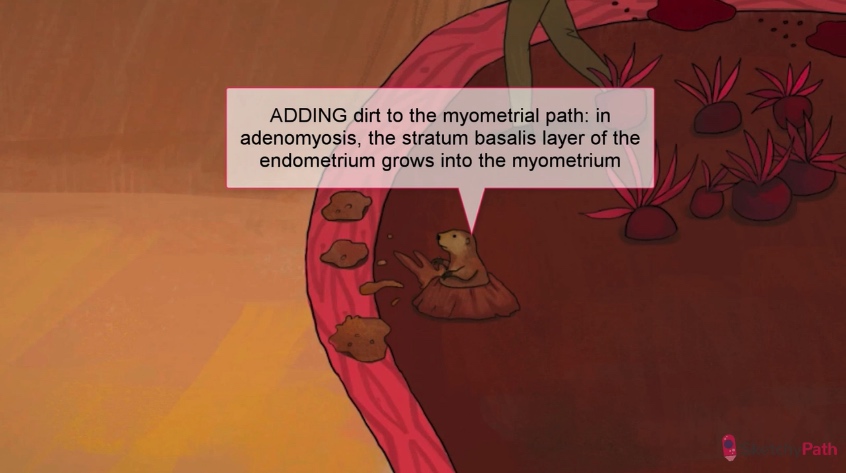 ADDING dirt to the myometrial path: in
adenomyosis, the stratum basalis layer of the
endometrium grows into the myometrium
Path